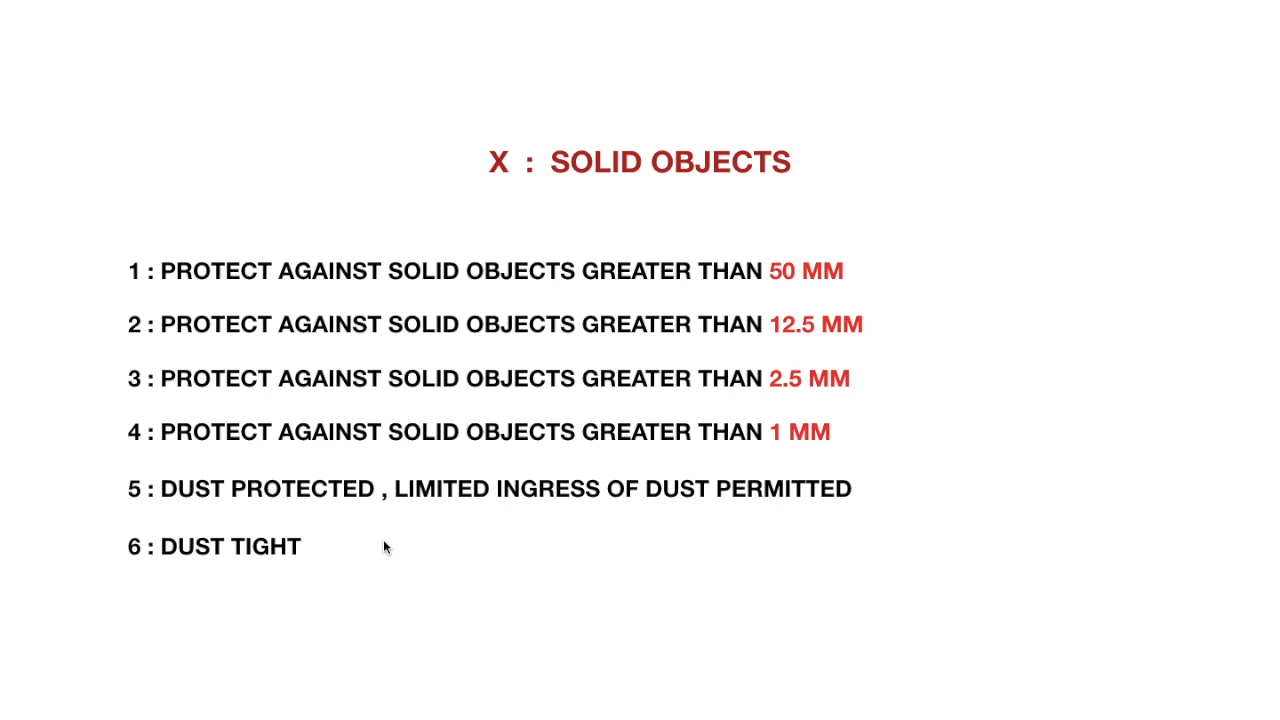 X : SOLID OBJECTS
1 : PROTECT AGAINST SOLID OBJECTS GREATER THAN 50 MM
2 : PROTECT AGAINST SOLID OBJECTS GREATER THAN 12.5 MM
3 : PROTECT AGAINST SOLID OBJECTS GREATER THAN 2.5 MM
4 : PROTECT AGAINST SOLID OBJECTS GREATER THAN 1 MM
5 : DUST PROTECTED , LIMITED INGRESS OF DUST PERMITTED
6 : DUST TIGHT